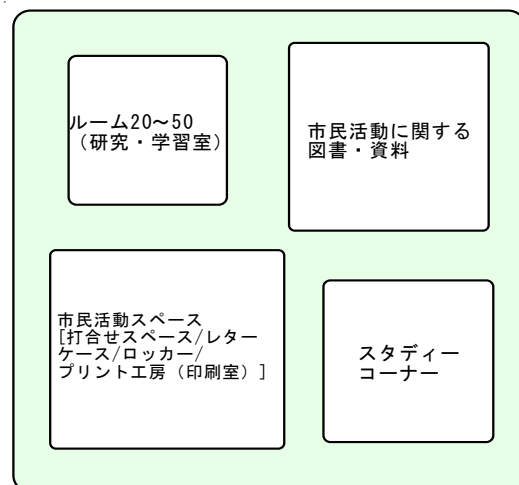 ルーム20~50
（研究・学習室）
市民活動に関する
図書・資料
市民活動スペース
[打合せスペース/レター
ケース/ロッカー/
プリント工房（印刷室）]
スタディー
コーナー